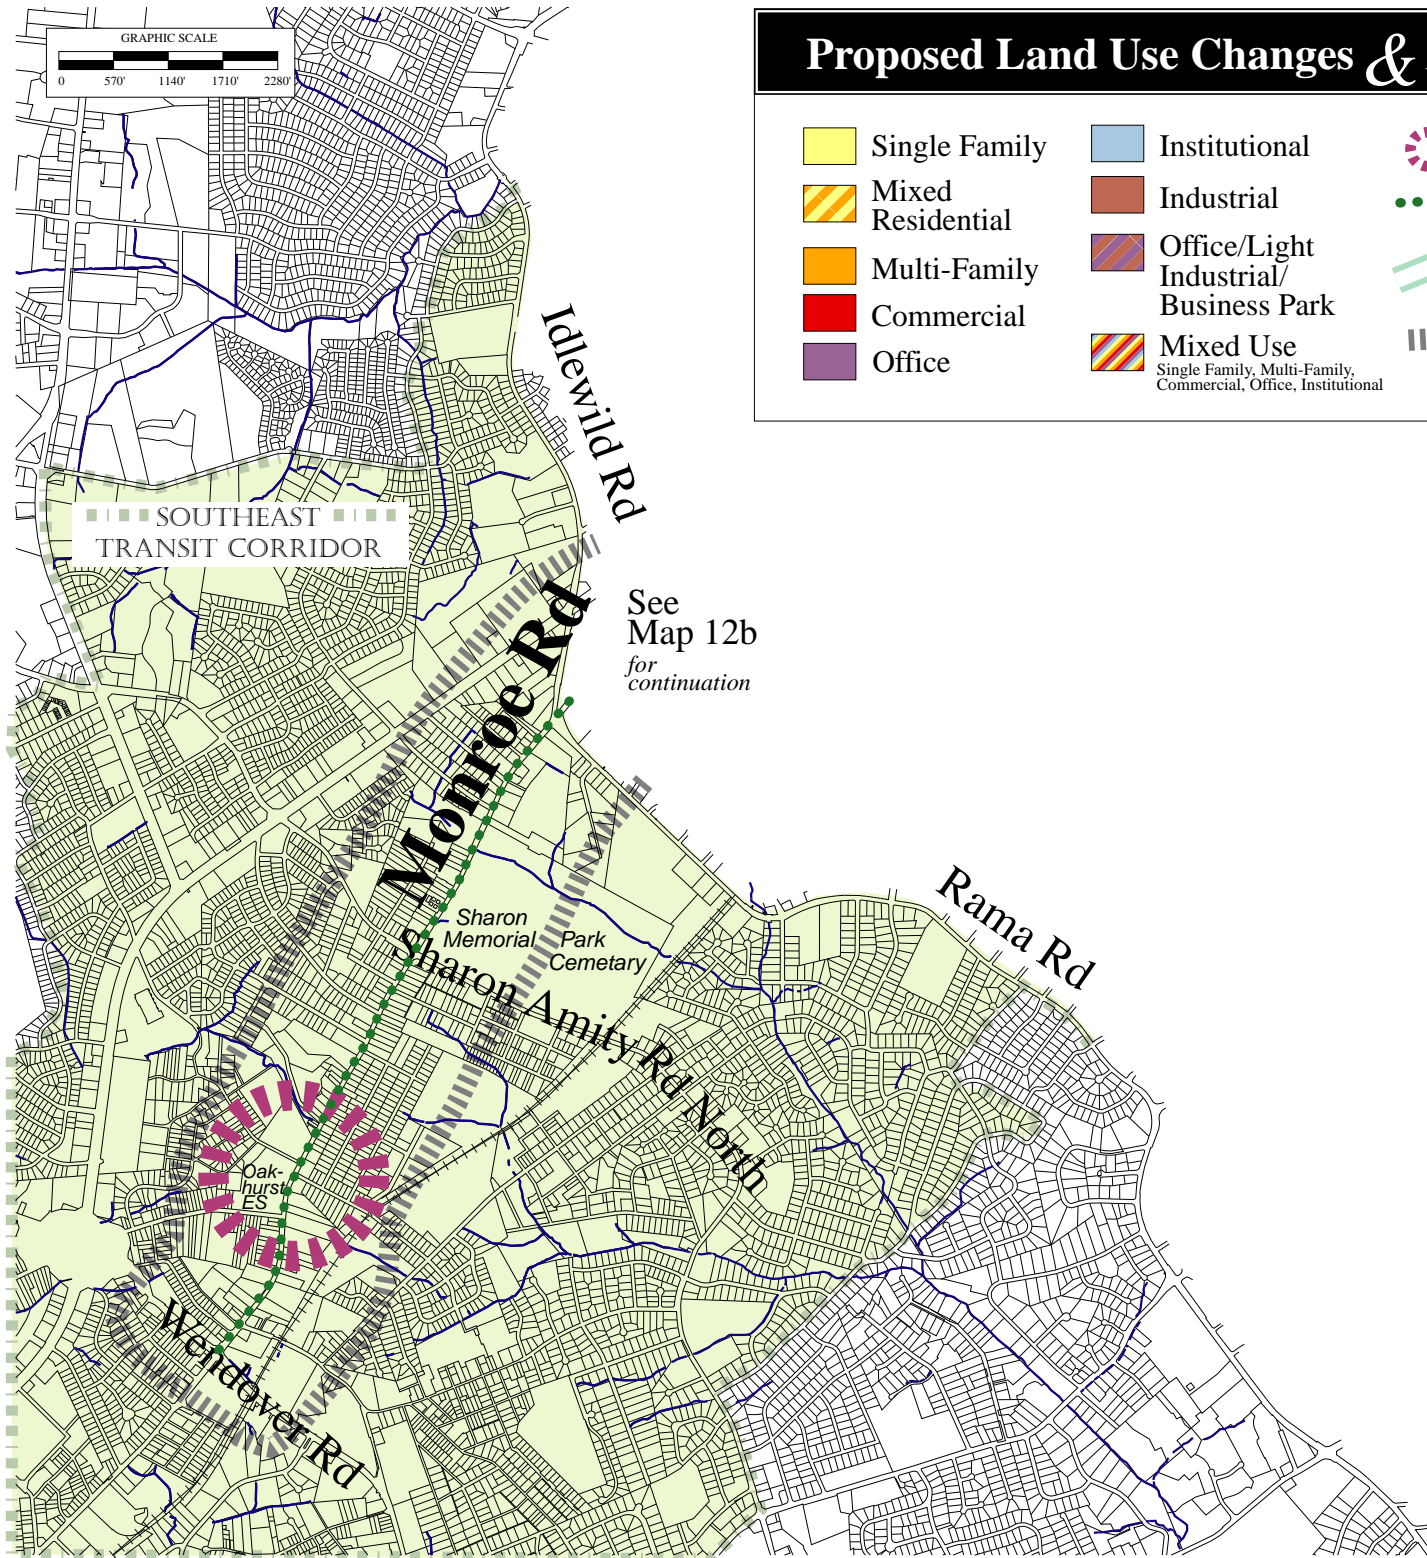 GRAPHIC SCALE
0 570' 1140' 1710' 2280'
Proposed Land Use Changes &
Single Family
Mixed
Residential
Multi-Family
Commercial
Office
Institutional
Industrial
Office/Light
Industrial/
Business Park
Mixed Use
Single Family, Multi-Family,
Commercial, Office, Institutional
Idlewild Rd
SOUTHEAST
TRANSIT CORRIDOR
Monroe Rd
See
Map 12b
for
continuation
Rama Rd
Sharon
Memorial
Park
Cemetary
Sharon Amity Rd North
Oak-
hurst
ES
Wendover Rd